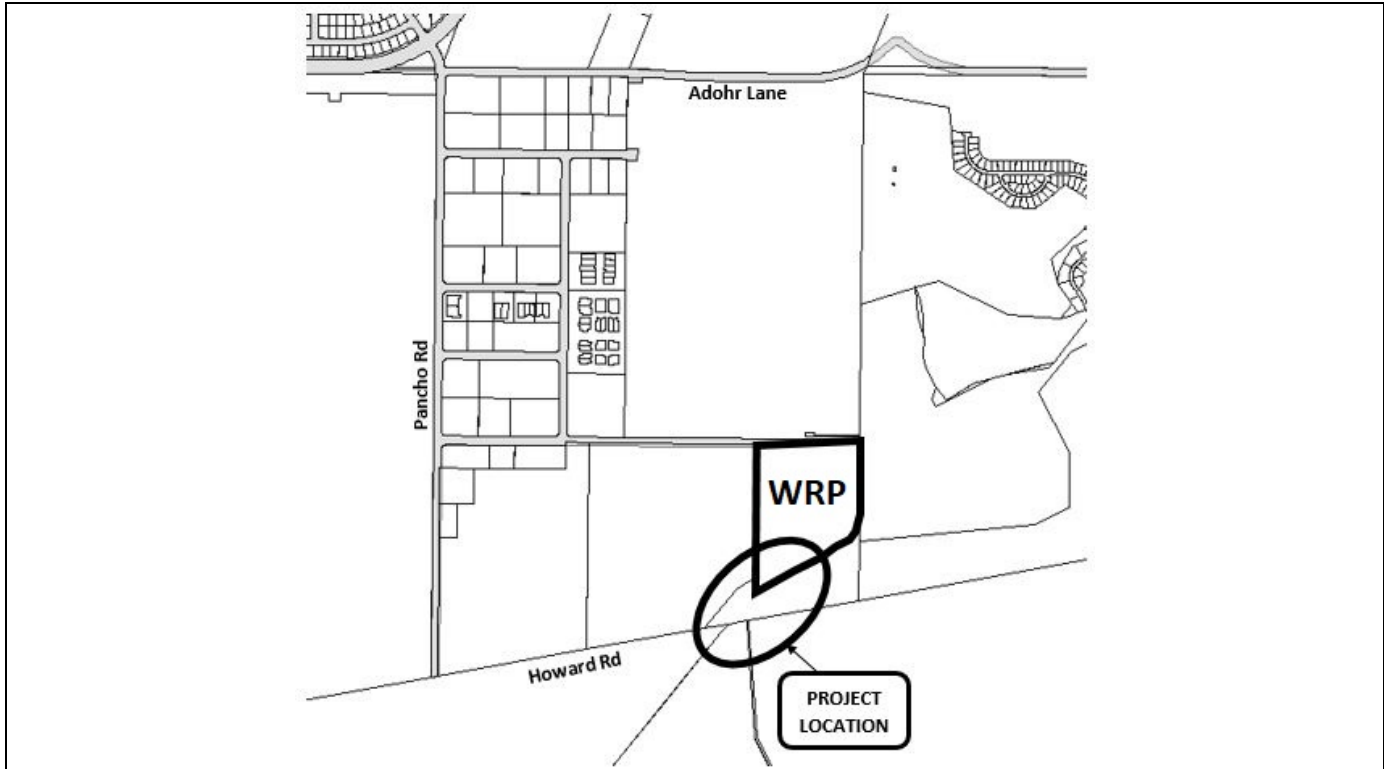 Adohr Lane
Pancho Rd
WRP
Howard Rd
PROJECT
LOCATION